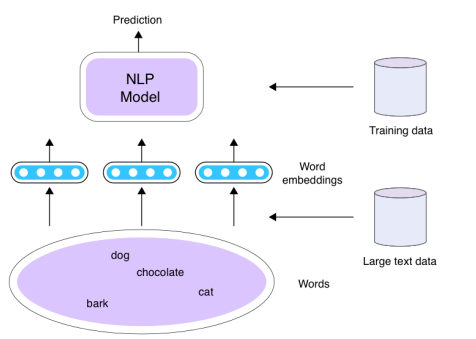 Prediction
NLP
Model
Training data
Word
embeddings
Large text data
dog
chocolate
cat
bark
Words